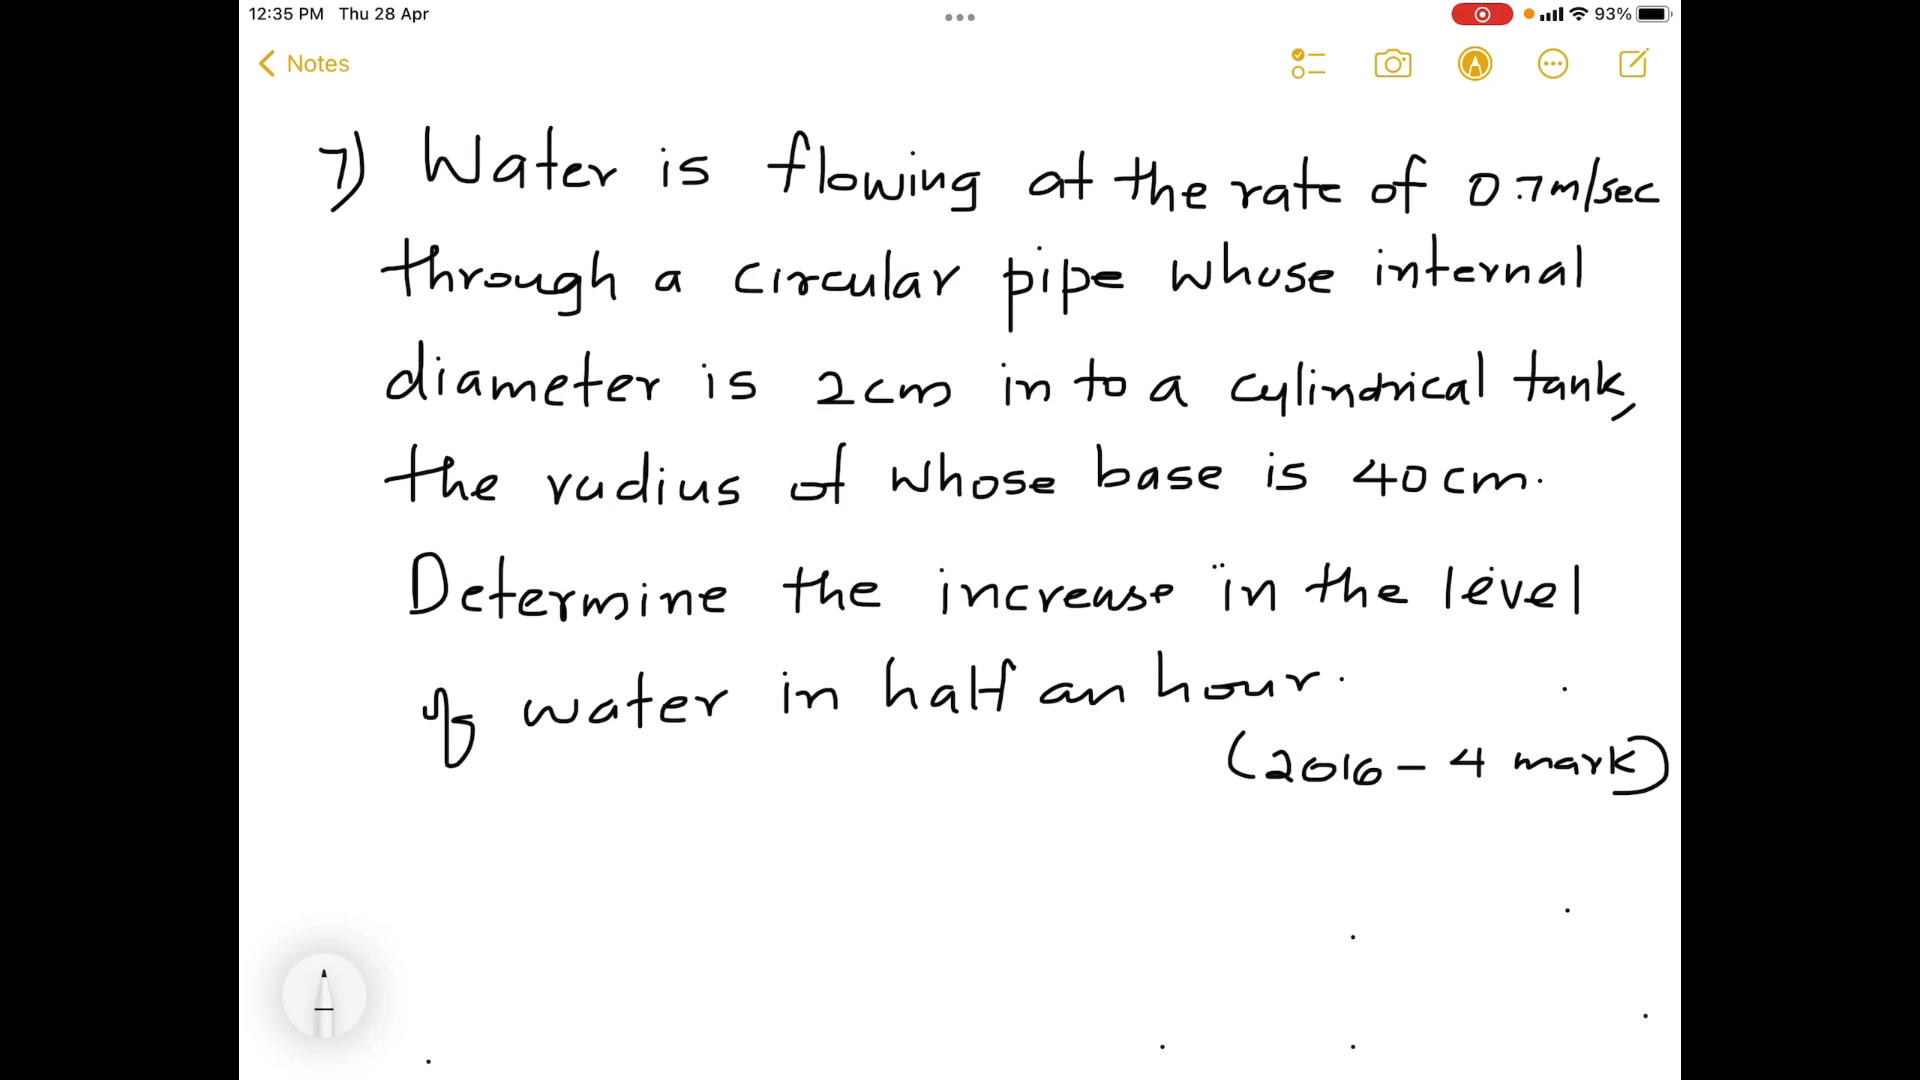 12:35 PM Thu 28 Apr
93%
Notes
7) Water is flowing at the rate of 0.7m/sec
through a circular pipe whose internal
diameter is 2cm in to a cylindrical tank,
the radius of whose base is 40cm.
Determine the increase in the level
of water in half an hour.
(2016 - 4 mark)